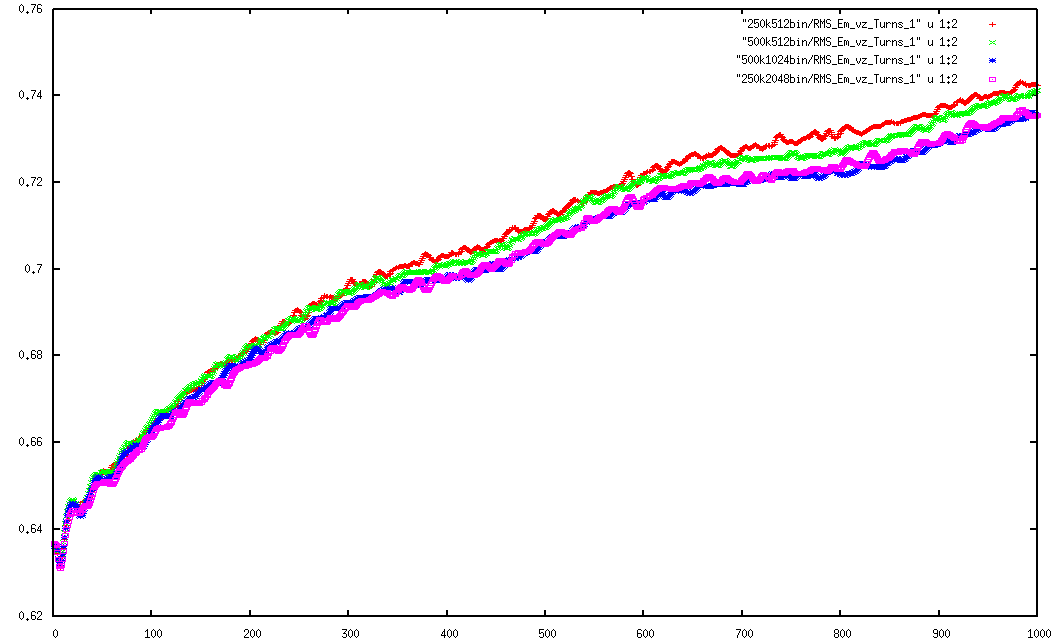 0.76
"250k512bin/RMS_Em_vz_Turns_1" u 1:2
"500k512bin/RMS_Em_vz_Turns_1" u 1:2
"500k1024bin/RMS_Em_vz_Turns_1" u 1:2
"250k2048bin/RMS_Em_vz_Turns_1" u 1:2
0.74
0.72
0.7
0.68
0.66
0.64
0.62
0 100 200 300 400 500 600 700 800 900 1000